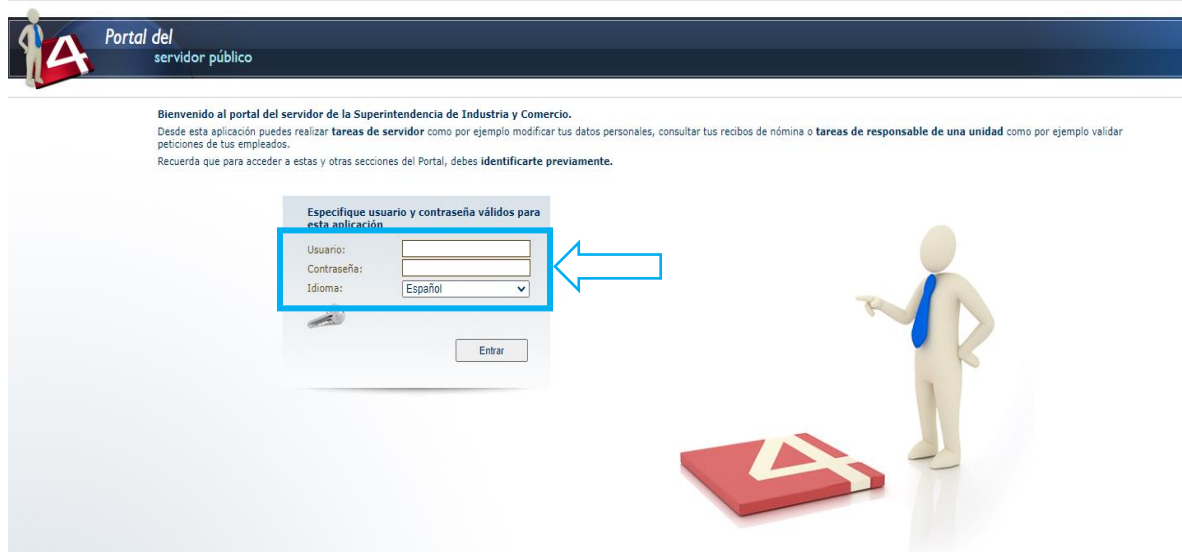 4
Portal del
servidor público
Bienvenido al portal del servidor de la Superintendencia de Industria y Comercio.
Desde esta aplicación puedes realizar tareas de servidor como por ejemplo modificar tus datos personales, consultar tus recibos de nómina o tareas de responsable de una unidad como por ejemplo validar
peticiones de tus empleados.
Recuerda que para acceder a estas y otras secciones del Portal, debes identificarte previamente.
Especifique usuario y contraseña válidos para
esta aplicación
Usuario:
Contraseña:
Idioma: Español
Entrar
4